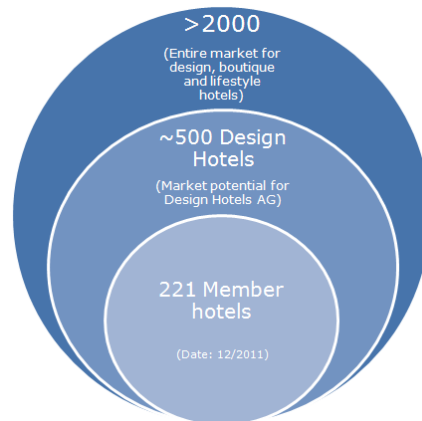 >2000
(Entire market for
design, boutique
and lifestyle
hotels)
~500 Design
Hotels
(Market potential for
Design Hotels AG)
221 Member
hotels
(Date: 12/2011)